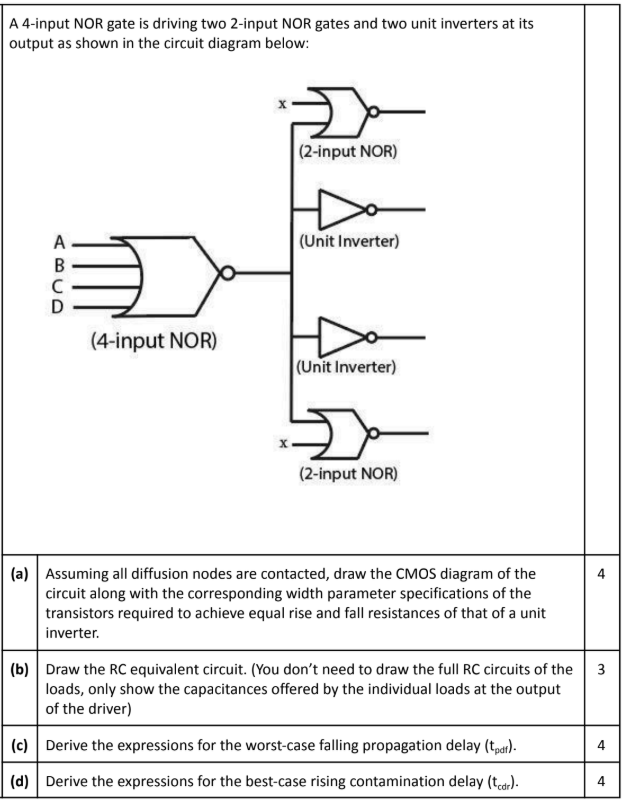 A 4-input NOR gate is driving two 2-input NOR gates and two unit inverters at its
output as shown in the circuit diagram below:
x
(2-input NOR)
(Unit Inverter)
A
B
C
D
(4-input NOR)
(Unit Inverter)
x
(2-input NOR)
(a) Assuming all diffusion nodes are contacted, draw the CMOS diagram of the 4
circuit along with the corresponding width parameter specifications of the
transistors required to achieve equal rise and fall resistances of that of a unit
inverter.
(b) Draw the RC equivalent circuit. (You don't need to draw the full RC circuits of the 3
loads, only show the capacitances offered by the individual loads at the output
of the driver)
(c) Derive the expressions for the worst-case falling propagation delay (tpdf). 4
(d) Derive the expressions for the best-case rising contamination delay (tcdr). 4